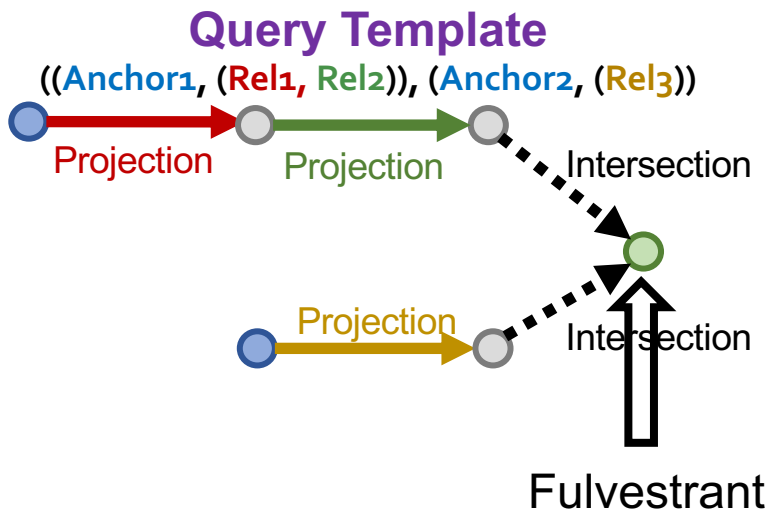 Query Template
((Anchor1, (Rel1, Rel2)), (Anchor2, (Rel3))
Projection
Projection
Intersection
Projection
Intersection
Fulvestrant